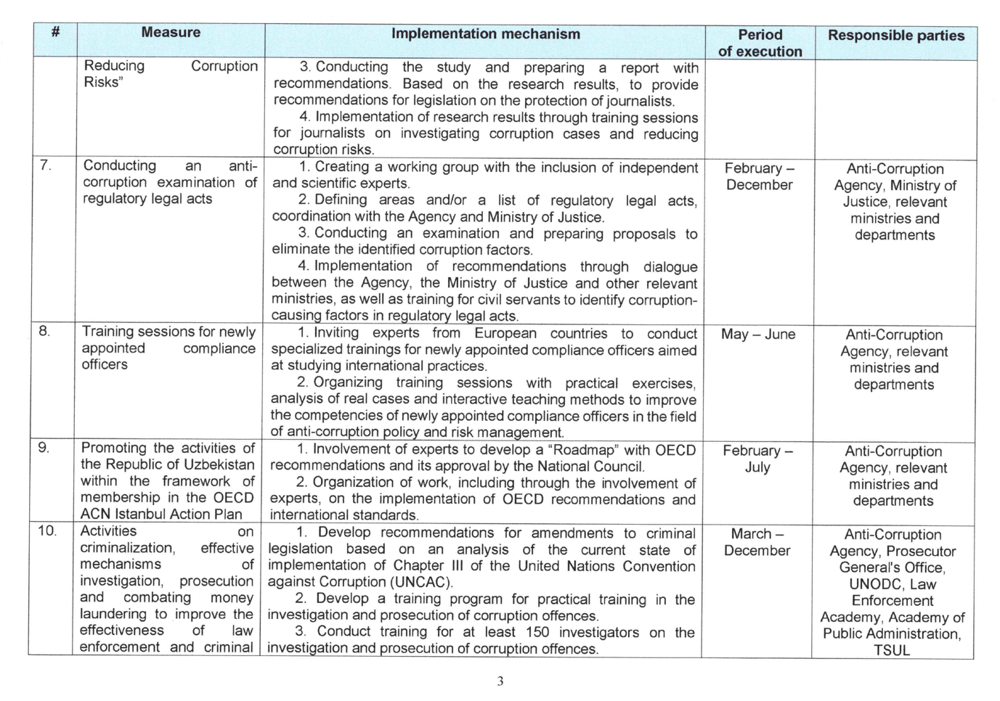 # Measure Implementation mechanism Period of execution Responsible parties
Reducing Corruption
Risks”
3. Conducting the study and preparing a report with
recommendations. Based on the research results, to provide
recommendations for legislation on the protection of journalists.
4. Implementation of research results through training sessions
for journalists on investigating corruption cases and reducing
corruption risks.
7.
Conducting an anti-
corruption examination of
regulatory legal acts
1. Creating a working group with the inclusion of independent
and scientific experts.
2. Defining areas and/or a list of regulatory legal acts,
coordination with the Agency and Ministry of Justice.
3. Conducting an examination and preparing proposals to
eliminate the identified corruption factors.
4. Implementation of recommendations through dialogue
between the Agency, the Ministry of Justice and other relevant
ministries, as well as training for civil servants to identify corruption-
causing factors in regulatory legal acts.
February –
December
Anti-Corruption
Agency, Ministry of
Justice, relevant
ministries and
departments
8.
Training sessions for newly
appointed compliance
officers
1. Inviting experts from European countries to conduct
specialized trainings for newly appointed compliance officers aimed
at studying international practices.
2. Organizing training sessions with practical exercises,
analysis of real cases and interactive teaching methods to improve
the competencies of newly appointed compliance officers in the field
of anti-corruption policy and risk management.
May – June
Anti-Corruption
Agency, relevant
ministries and
departments
9.
Promoting the activities of
the Republic of Uzbekistan
within the framework of
membership in the OECD
ACN Istanbul Action Plan
1. Involvement of experts to develop a “Roadmap” with OECD
recommendations and its approval by the National Council.
2. Organization of work, including through the involvement of
experts, on the implementation of OECD recommendations and
international standards.
February –
July
Anti-Corruption
Agency, relevant
ministries and
departments
10.
Activities on
criminalization, effective
mechanisms of
investigation, prosecution
and combating money
laundering to improve the
effectiveness of law
enforcement and criminal
1. Develop recommendations for amendments to criminal
legislation based on an analysis of the current state of
implementation of Chapter III of the United Nations Convention
against Corruption (UNCAC).
2. Develop a training program for practical training in the
investigation and prosecution of corruption offences.
3. Conduct training for at least 150 investigators on the
investigation and prosecution of corruption offences.
March –
December
Anti-Corruption
Agency, Prosecutor
General's Office,
UNODC, Law
Enforcement
Academy, Academy of
Public Administration,
TSUL
3